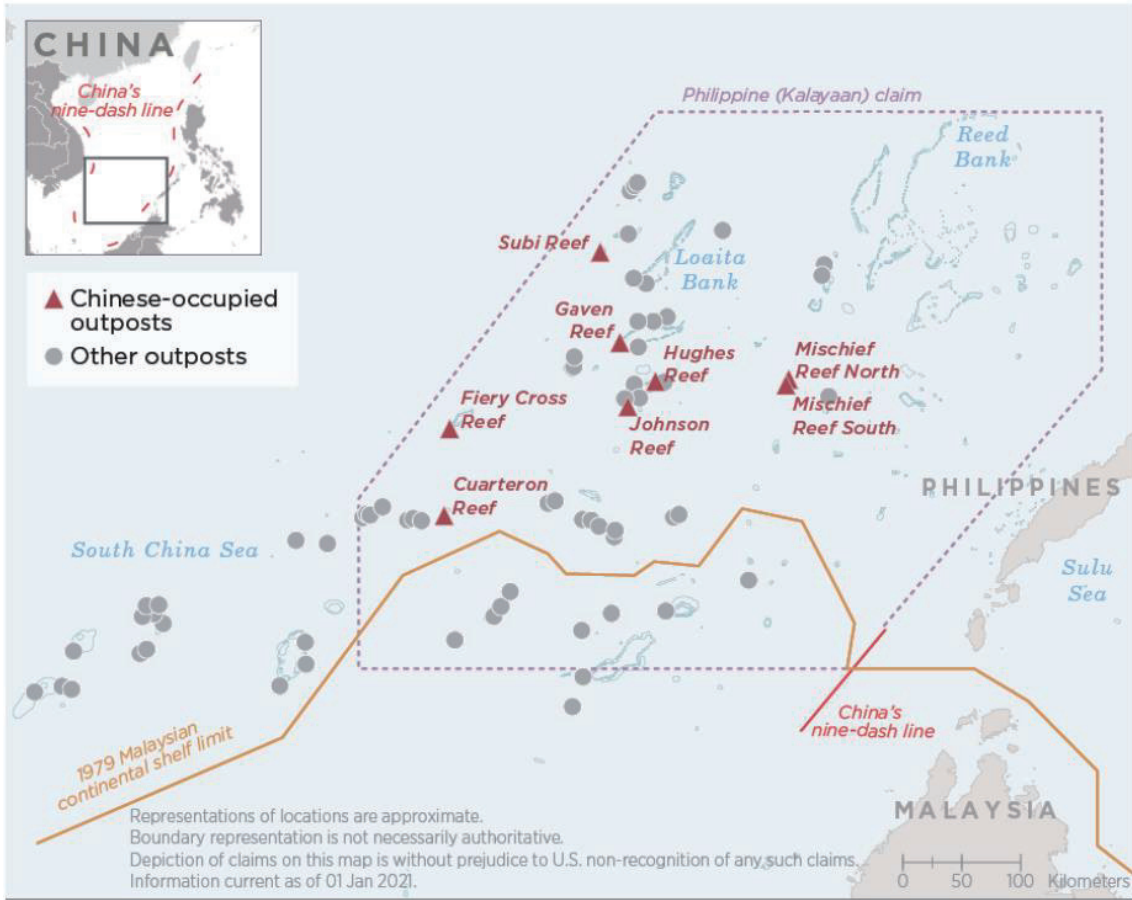 CHINA
China's
nine-dash line
Chinese-occupied
outposts
Other outposts
Philippine (Kalayaan) claim
Reed
Bank
Subi Reef
Loaita
Bank
Gaven
Reef
Hughes
Reef
Mischief
Reef North
Mischief
Reef South
Fiery Cross
Reef
Johnson
Reef
Cuarteron
Reef
PHILIPPINES
South China Sea
Sulu
Sea
China's
nine-dash line
1979 Malaysian
continental shelf limit
MALAYSIA
Representations of locations are approximate.
Boundary representation is not necessarily authoritative.
Depiction of claims on this map is without prejudice to U.S. non-recognition of any such claims.
Information current as of 01 Jan 2021.
0 50 100 Kilometers